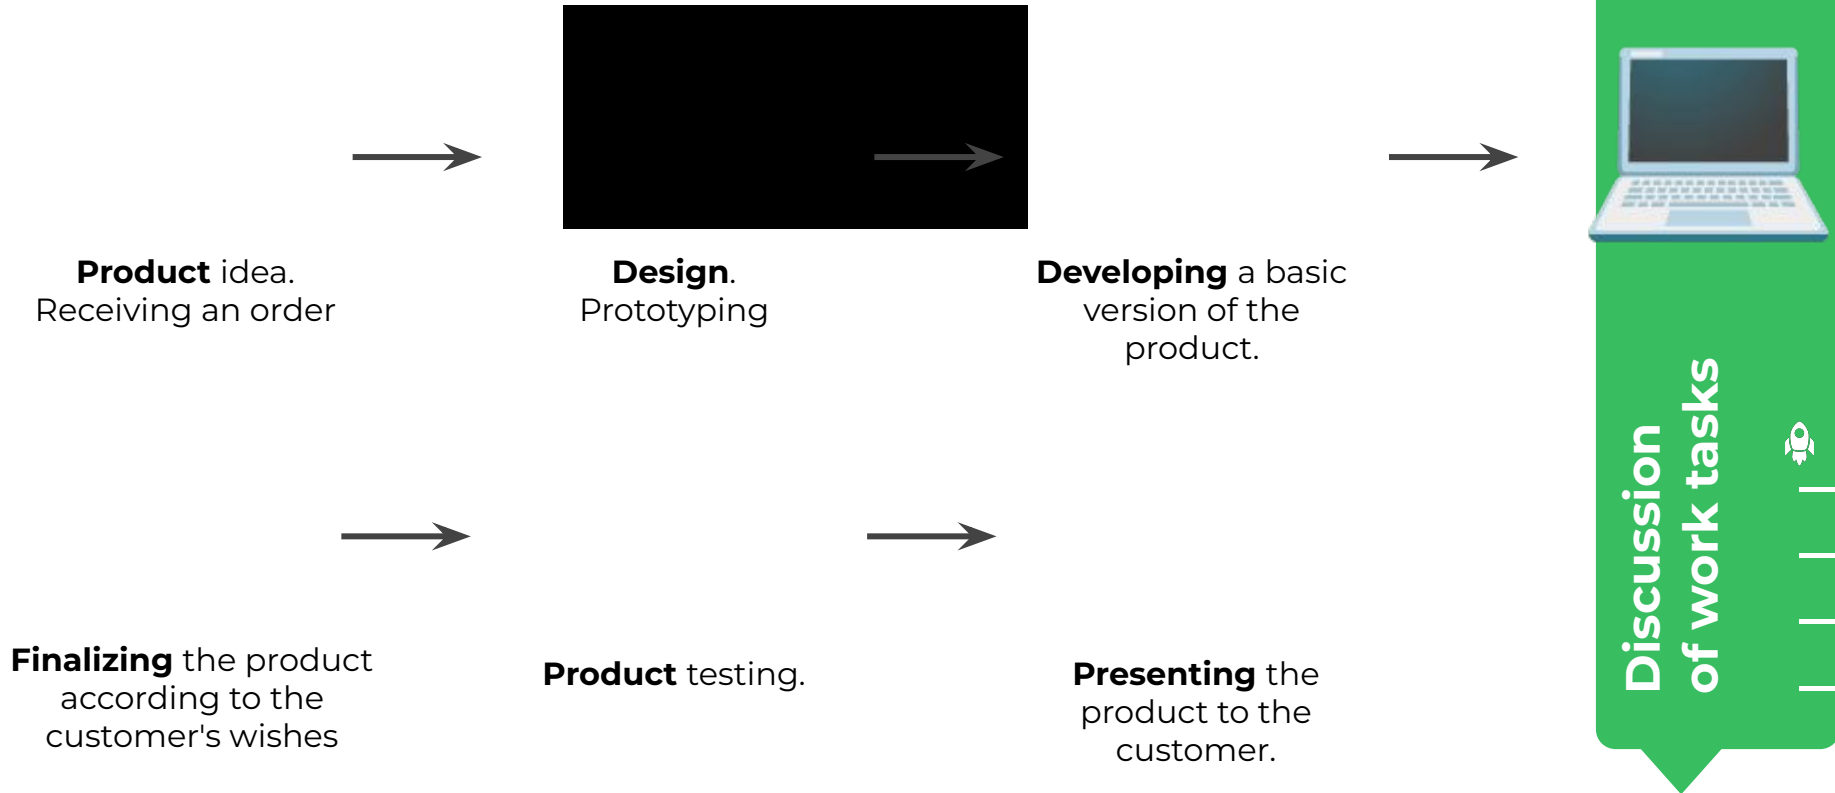 Product idea.
Receiving an order
Design.
Prototyping
Developing a basic
version of the
product.
Finalizing the product
according to the
customer's wishes
Product testing.
Presenting the
product to the
customer.
Discussion
of work tasks